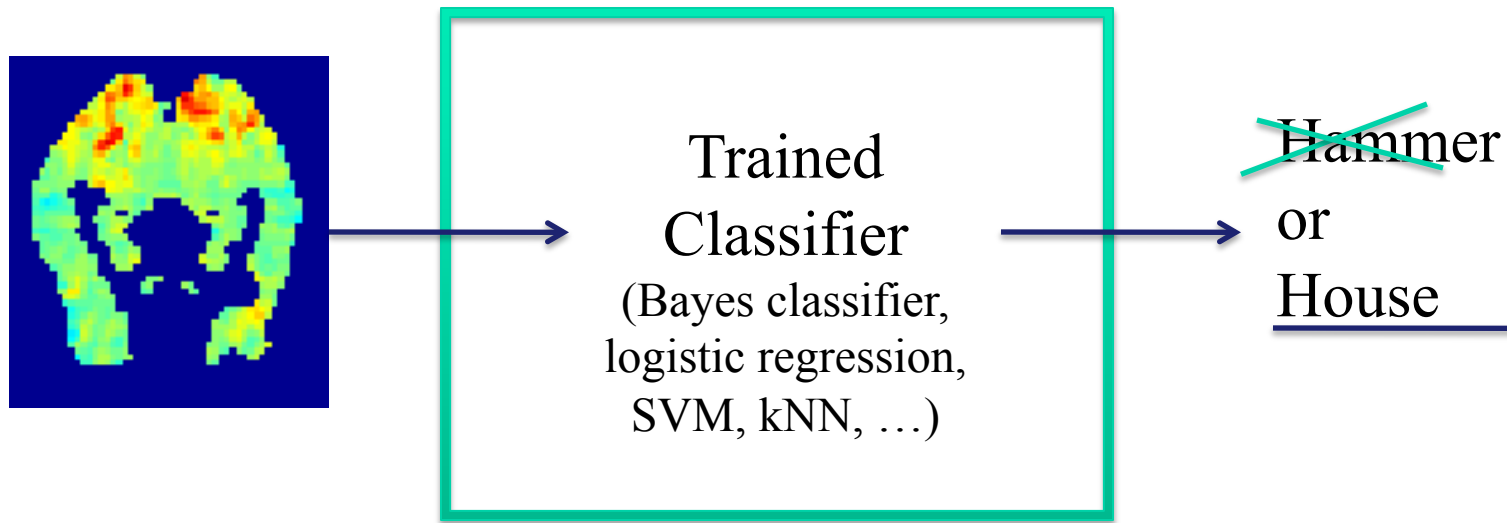 Trained
Classifier
(Bayes classifier,
logistic regression,
SVM, kNN, …)
Hammer
or
House